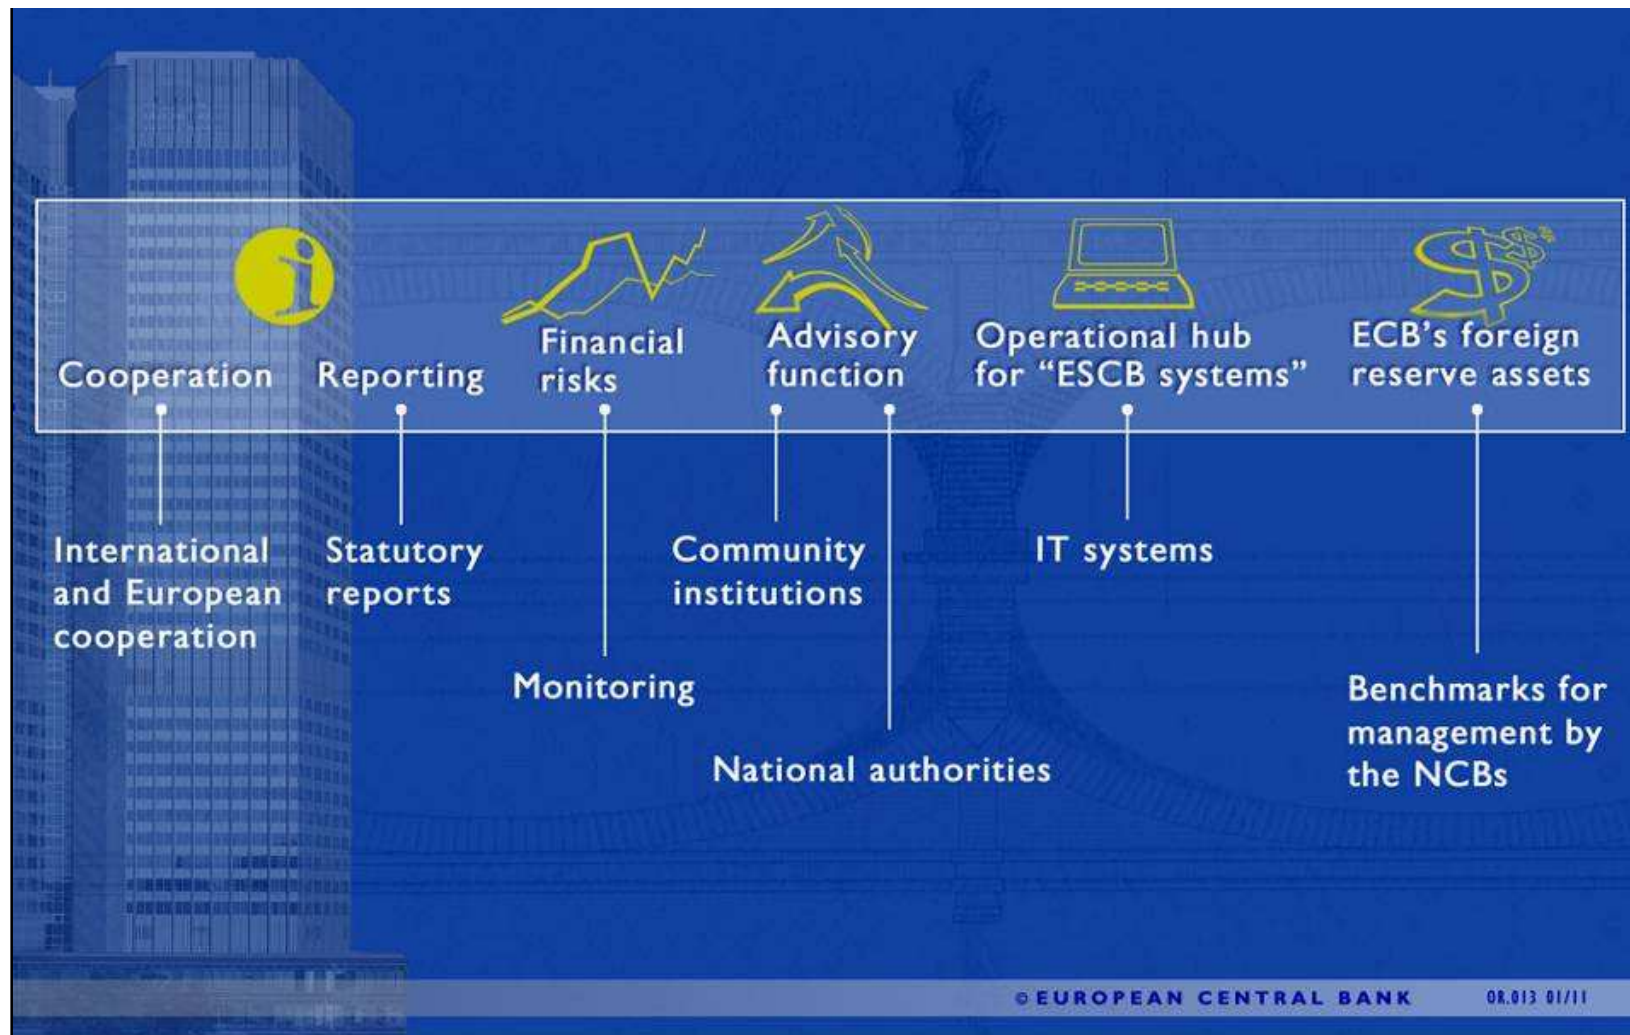 Cooperation
Reporting
Financial
risks
Advisory
function
Operational hub
for “ESCB systems”
ECB’s foreign
reserve assets
International
and European
cooperation
Statutory
reports
Monitoring
Community
institutions
National authorities
IT systems
Benchmarks for
management by
the NCBs
© EUROPEAN CENTRAL BANK OR.013 01/11